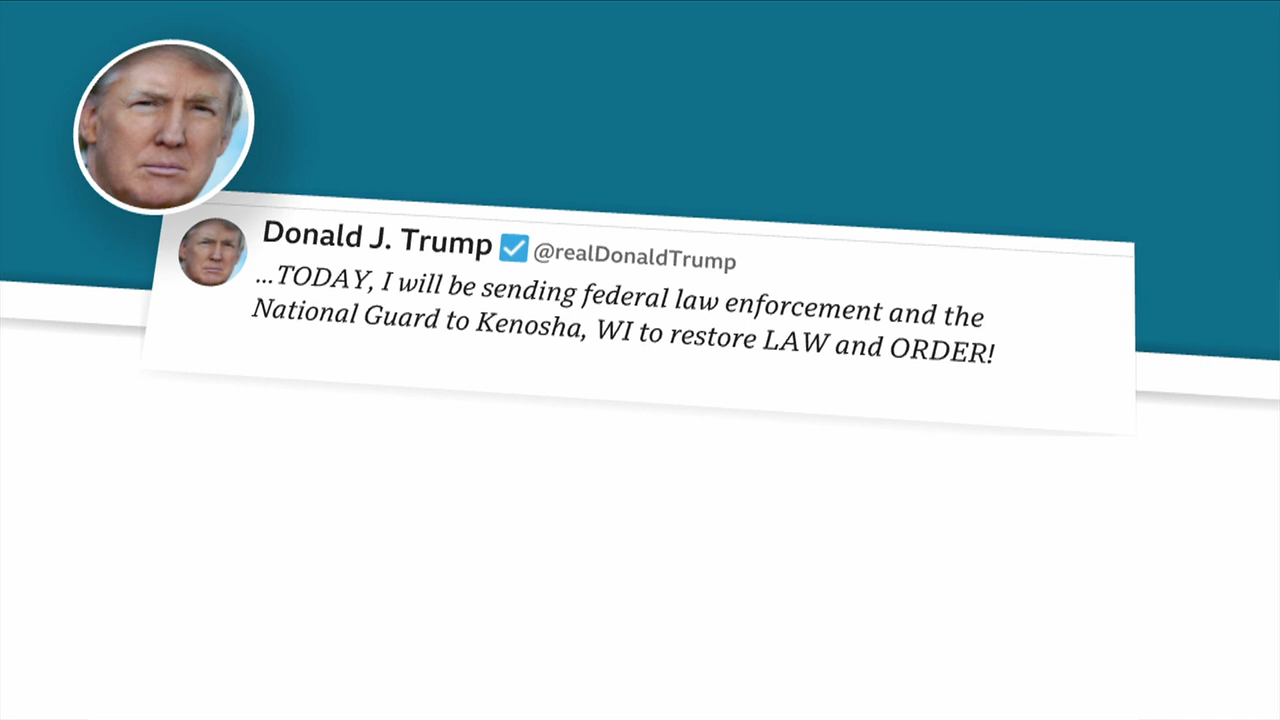 Donald J. Trump @realDonaldTrump
...TODAY, I will be sending federal law enforcement and the
National Guard to Kenosha, WI to restore LAW and ORDER!